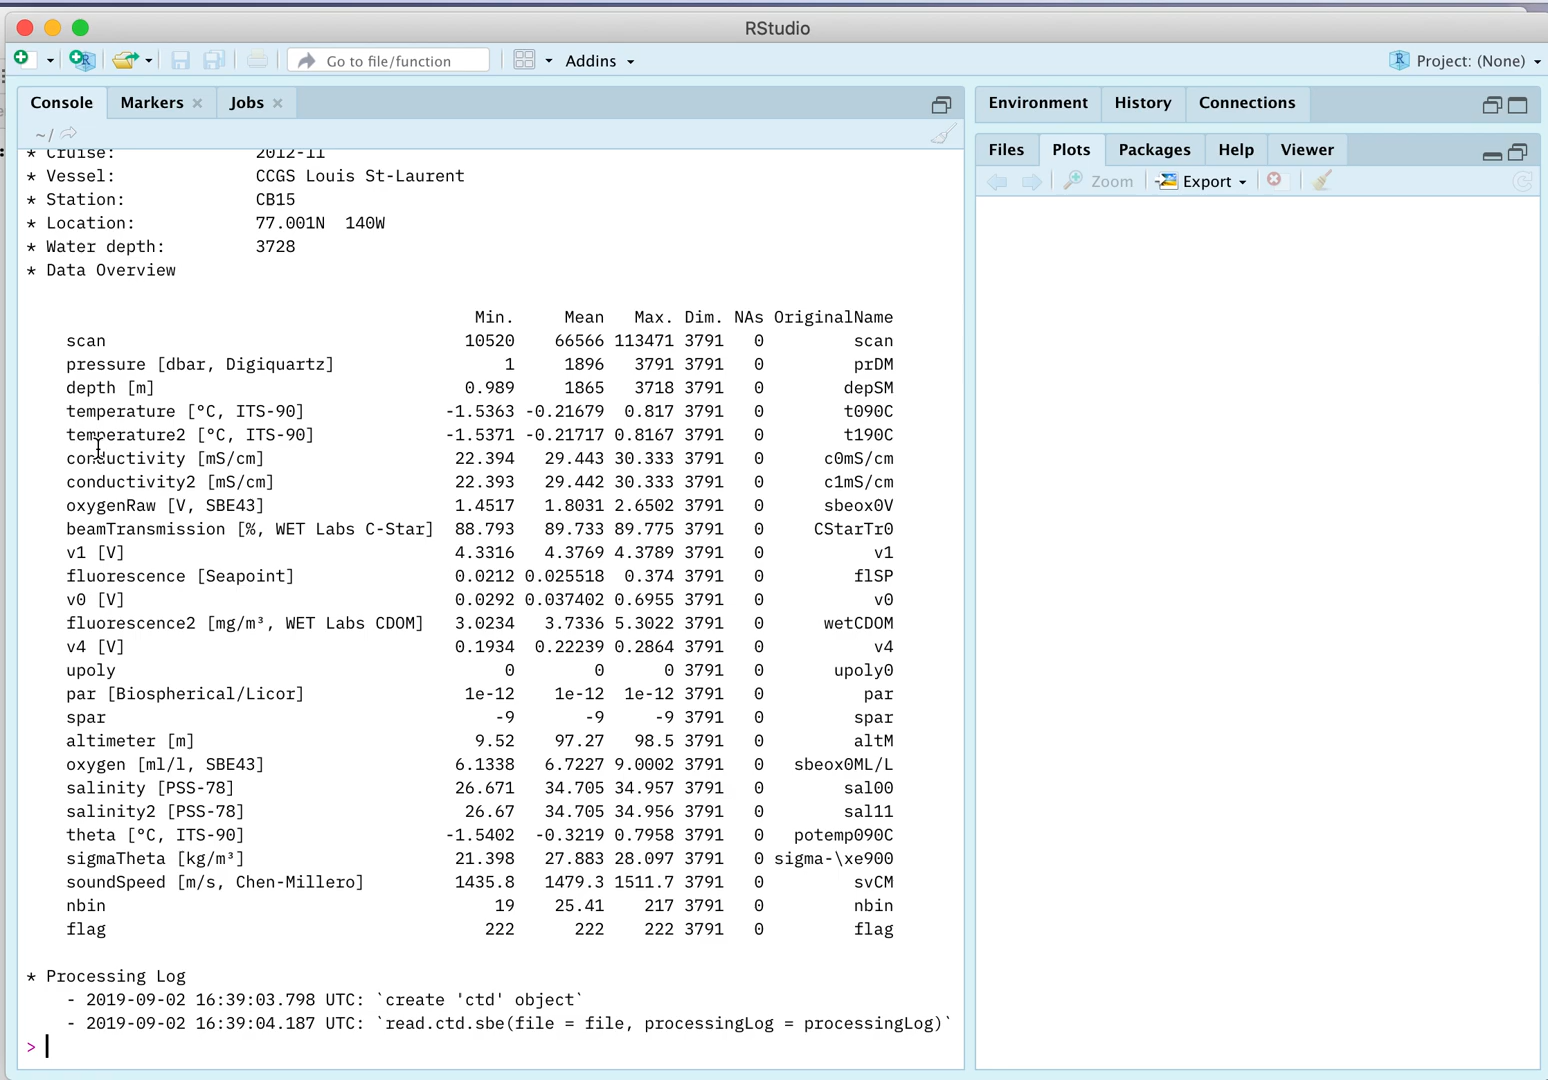 RStudio
Go to file/function
Addins
Project: (None)
Console
Markers
Jobs
Environment
History
Connections
~/
Files
Plots
Packages
Help
Viewer
Zoom
Export
* Cruise: 2012-11
* Vessel: CCGS Louis St-Laurent
* Station: CB15
* Location: 77.001N 140W
* Water depth: 3728
* Data Overview
Min. Mean Max. Dim. NAs OriginalName
scan 10520 66566 113471 3791 0 scan
pressure [dbar, Digiquartz] 1 1896 3791 3791 0 prDM
depth [m] 0.989 1865 3718 3791 0 depSM
temperature [°C, ITS-90] -1.5363 -0.21679 0.817 3791 0 t090C
temperature2 [°C, ITS-90] -1.5371 -0.21717 0.8167 3791 0 t190C
conductivity [mS/cm] 22.394 29.443 30.333 3791 0 c0mS/cm
conductivity2 [mS/cm] 22.393 29.442 30.333 3791 0 c1mS/cm
oxygenRaw [V, SBE43] 1.4517 1.8031 2.6502 3791 0 sbeox0V
beamTransmission [%, WET Labs C-Star] 88.793 89.733 89.775 3791 0 CStarTr0
v1 [V] 4.3316 4.3769 4.3789 3791 0 v1
fluorescence [Seapoint] 0.0212 0.025518 0.374 3791 0 flSP
v0 [V] 0.0292 0.037402 0.6955 3791 0 v0
fluorescence2 [mg/m³, WET Labs CDOM] 3.0234 3.7336 5.3022 3791 0 wetCDOM
v4 [V] 0.1934 0.22239 0.2864 3791 0 v4
upoly 0 0 0 3791 0 upoly0
par [Biospherical/Licor] 1e-12 1e-12 1e-12 3791 0 par
spar -9 -9 -9 3791 0 spar
altimeter [m] 9.52 97.27 98.5 3791 0 altM
oxygen [ml/l, SBE43] 6.1338 6.7227 9.0002 3791 0 sbeox0ML/L
salinity [PSS-78] 26.671 34.705 34.957 3791 0 sal00
salinity2 [PSS-78] 26.67 34.705 34.956 3791 0 sal11
theta [°C, ITS-90] -1.5402 -0.3219 0.7958 3791 0 potemp090C
sigmaTheta [kg/m³] 21.398 27.883 28.097 3791 0 sigma-\xe900
soundSpeed [m/s, Chen-Millero] 1435.8 1479.3 1511.7 3791 0 svCM
nbin 19 25.41 217 3791 0 nbin
flag 222 222 222 3791 0 flag
* Processing Log
- 2019-09-02 16:39:03.798 UTC: `create 'ctd' object`
- 2019-09-02 16:39:04.187 UTC: `read.ctd.sbe(file = file, processingLog = processingLog)`
>